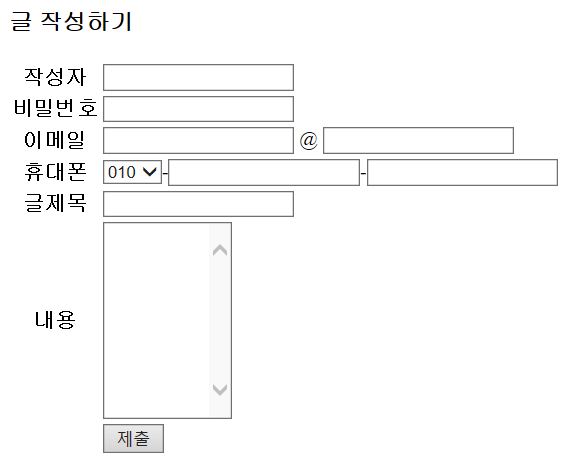 글 작성하기
작성자
비밀번호
이메일 @
휴대폰 010 - -
글제목
내용
제출